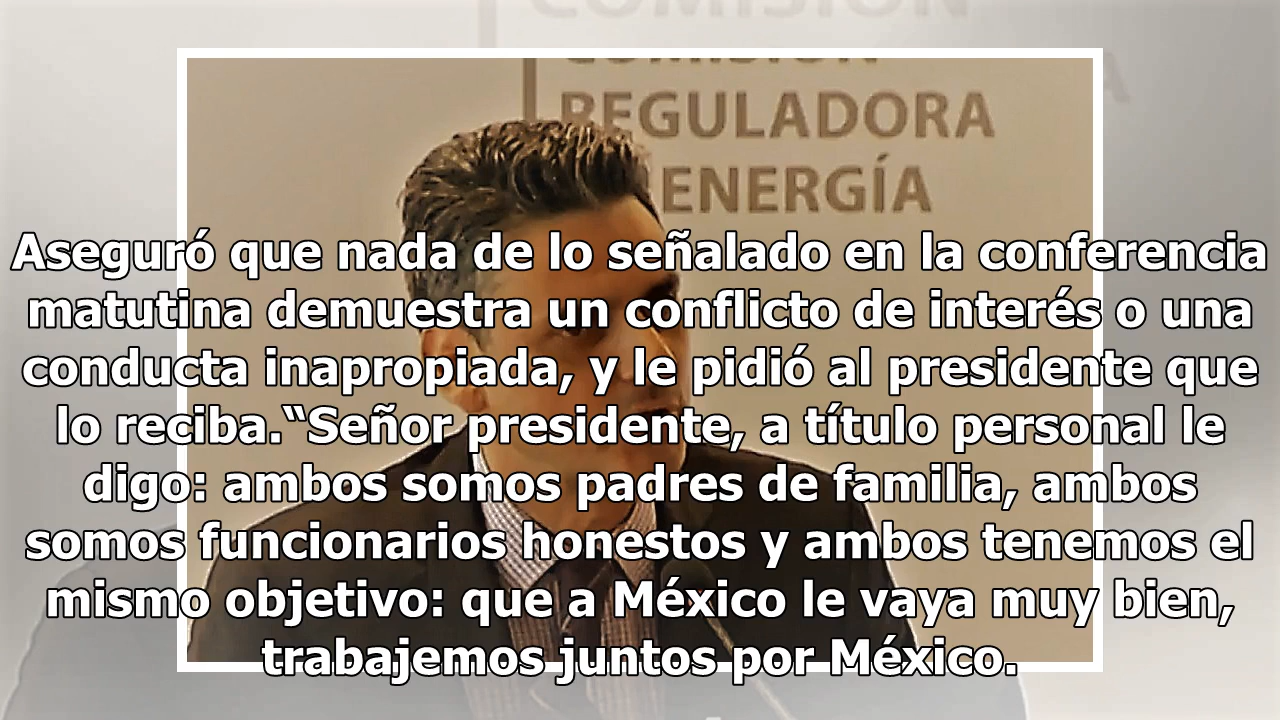 COMISIÓN
REGULADORA
ENERGÍA
Aseguró que nada de lo señalado en la conferencia
matutina demuestra un conflicto de interés o una
conducta inapropiada, y le pidió al presidente que
lo reciba.“Señor presidente, a título personal le
digo: ambos somos padres de familia, ambos
somos funcionarios honestos y ambos tenemos el
mismo objetivo: que a México le vaya muy bien,
trabajemos juntos por México.